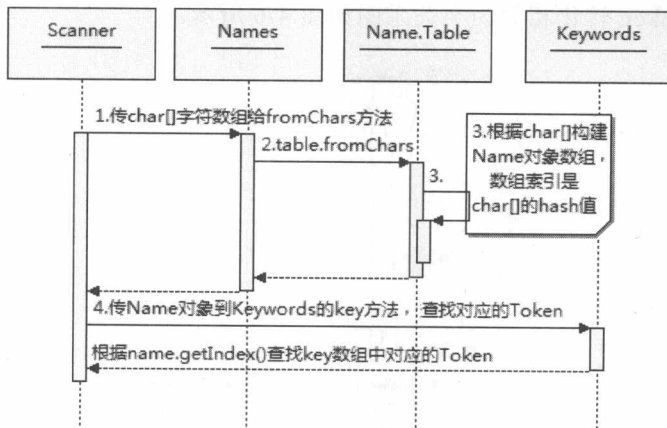 Scanner
Names
Name.Table
Keywords
1.传char[]字符数组给fromChars方法
2.table.fromChars
3.
3.根据char[]构建
Name对象数组，
数组索引是
char[]的hash值
4.传Name对象到Keywords的key方法，查找对应的Token
根据name.getIndex()查找key数组中对应的Token